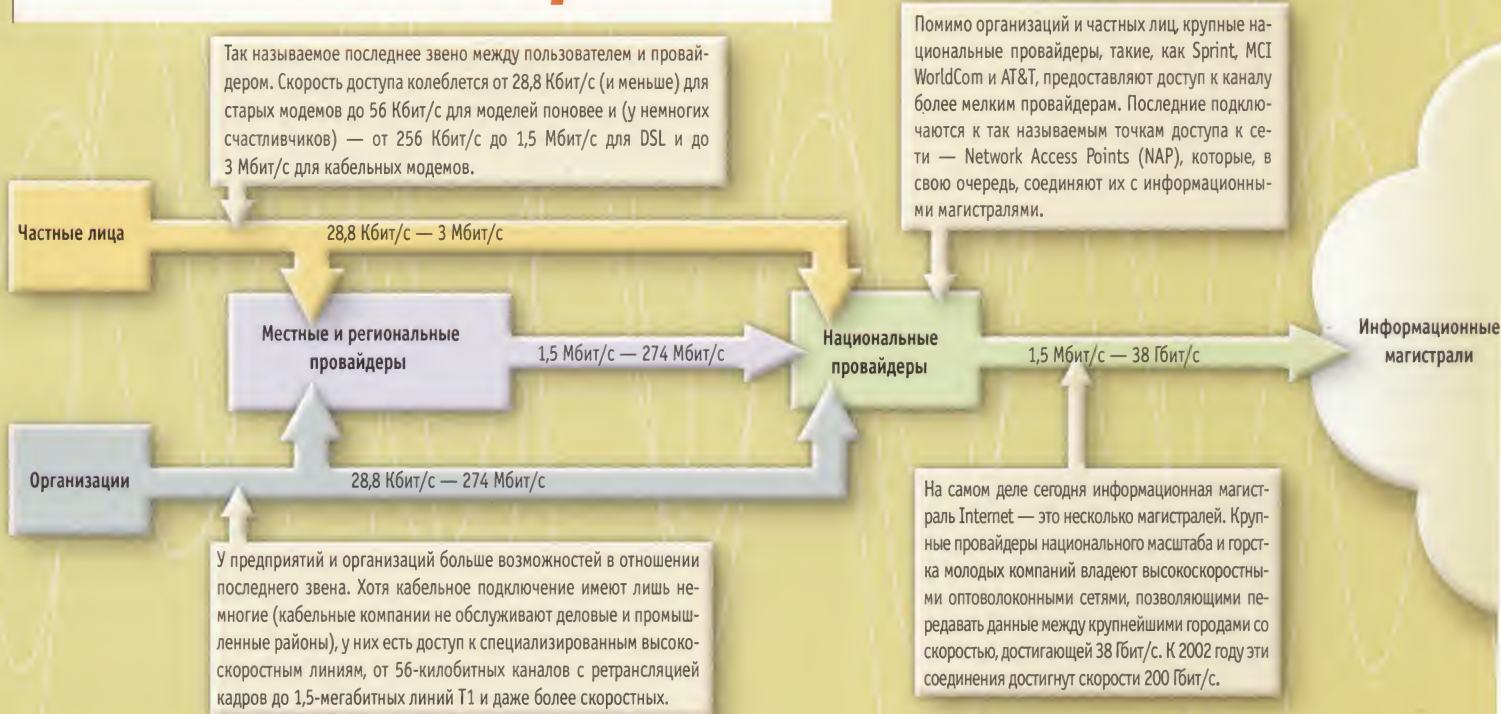 Так называемое последнее звено между пользователем и провай-
дером. Скорость доступа колеблется от 28,8 Кбит/с (и меньше) для
старых модемов до 56 Кбит/с для моделей поновее и (у немногих
счастливчиков) — от 256 Кбит/с до 1,5 Мбит/с для DSL и до
3 Мбит/с для кабельных модемов.
Помимо организаций и частных лиц, крупные на-
циональные провайдеры, такие, как Sprint, MCI
WorldCom и AT&T, предоставляют доступ к каналу
более мелким провайдерам. Последние подклю-
чаются к так называемым точкам доступа к се-
ти — Network Access Points (NAP), которые, в
свою очередь, соединяют их с информационны-
ми магистралями.
Частные лица
28,8 Кбит/с — 3 Мбит/с
Местные и региональные
провайдеры
1,5 Мбит/с — 274 Мбит/с
Национальные
провайдеры
1,5 Мбит/с — 38 Гбит/с
Информационные
магистрали
Организации
28,8 Кбит/с — 274 Мбит/с
У предприятий и организаций больше возможностей в отношении
последнего звена. Хотя кабельное подключение имеют лишь не-
многие (кабельные компании не обслуживают деловые и промыш-
ленные районы), у них есть доступ к специализированным высоко-
скоростным линиям, от 56-килобитных каналов с ретрансляцией
кадров до 1,5-мегабитных линий T1 и даже более скоростных.
На самом деле сегодня информационная магист-
раль Internet — это несколько магистралей. Круп-
ные провайдеры национального масштаба и горст-
ка молодых компаний владеют высокоскоростны-
ми оптоволоконными сетями, позволяющими пе-
редавать данные между крупнейшими городами со
скоростью, достигающей 38 Гбит/с. К 2002 году эти
соединения достигнут скорости 200 Гбит/с.